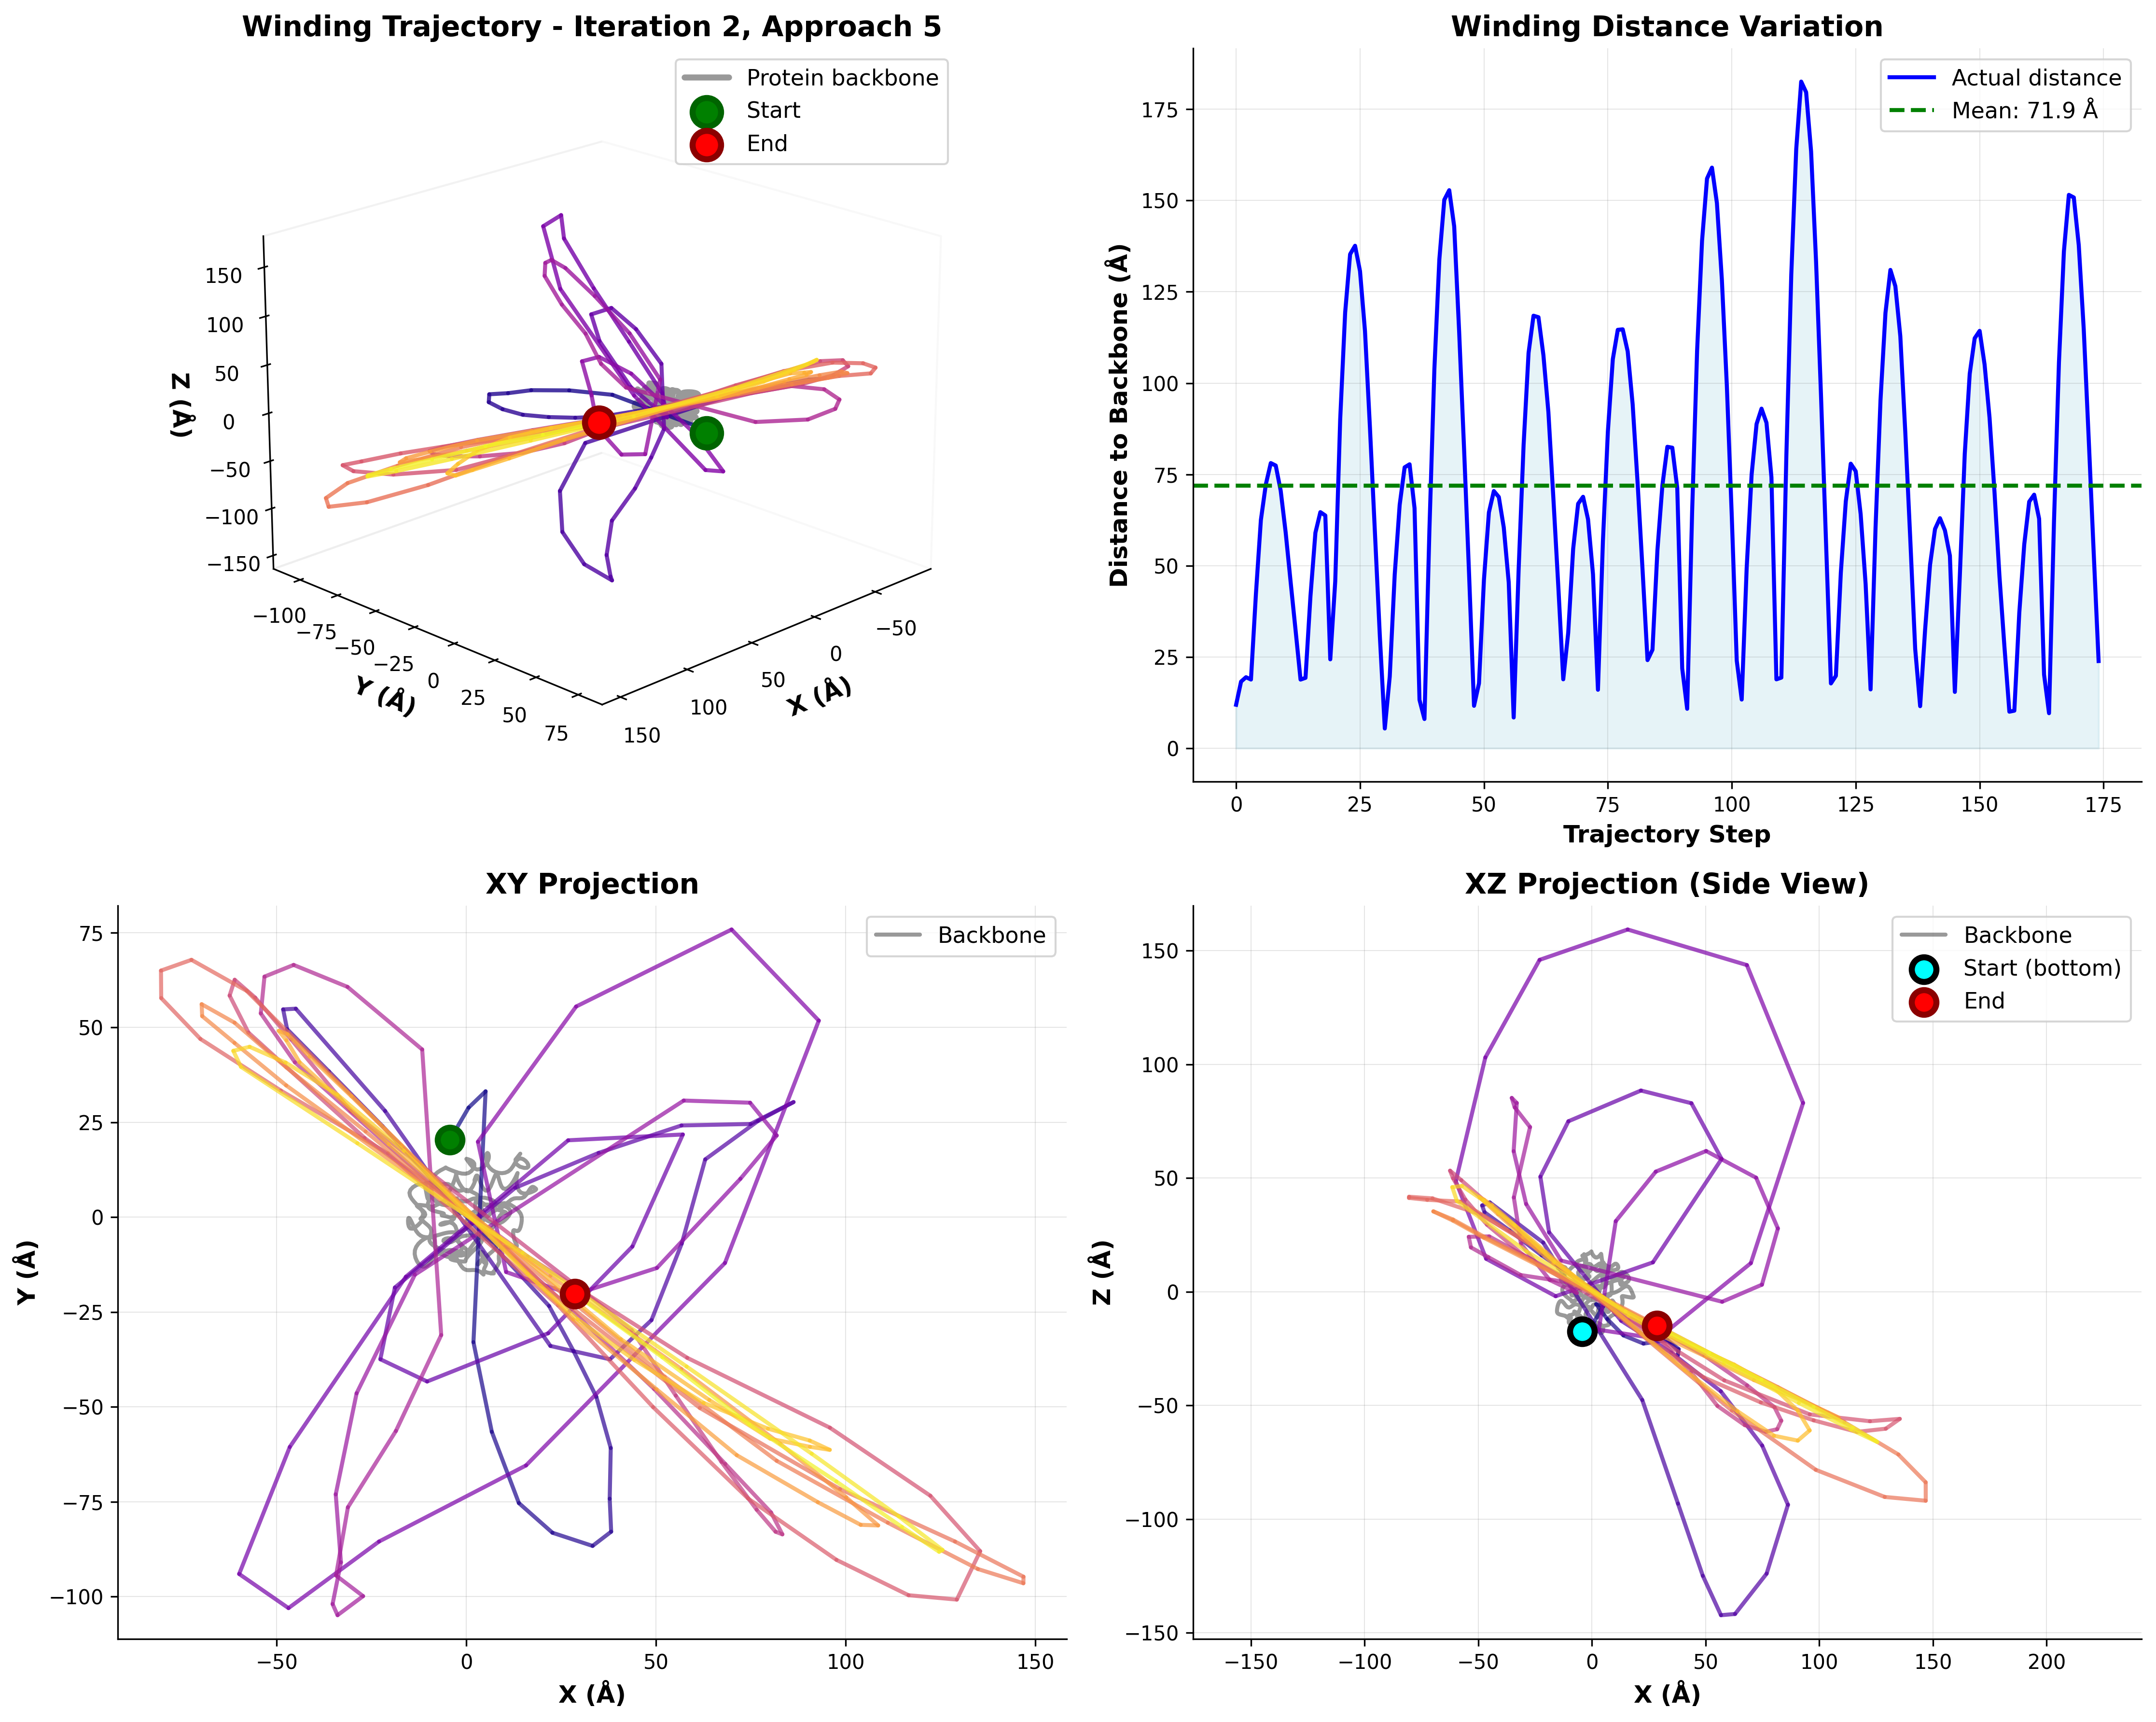 Winding Trajectory - Iteration 2, Approach 5
Protein backbone
Start
End
150
100
50
0
−50
−100
−150
Z (Å)
−100
−75
−50
−25
0
25
50
75
Y (Å)
150
100
50
0
−50
X (Å)
Winding Distance Variation
Actual distance
Mean: 71.9 Å
175
150
125
100
75
50
25
0
Distance to Backbone (Å)
0 25 50 75 100 125 150 175
Trajectory Step
XY Projection
Backbone
75
50
25
0
−25
−50
−75
−100
Y (Å)
−50 0 50 100 150
X (Å)
XZ Projection (Side View)
Backbone
Start (bottom)
End
150
100
50
0
−50
−100
−150
Z (Å)
−150 −100 −50 0 50 100 150 200
X (Å)